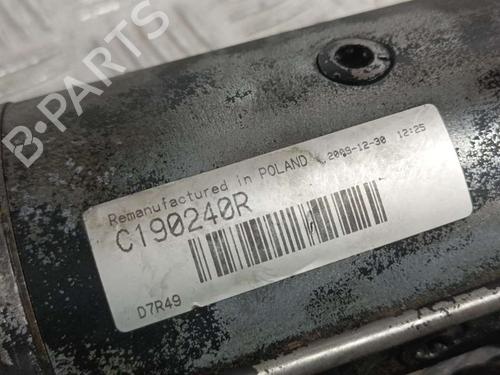 B-PARTS
Remanufactured in POLAND 2009-12-30 12:25
C190240R
D7R49